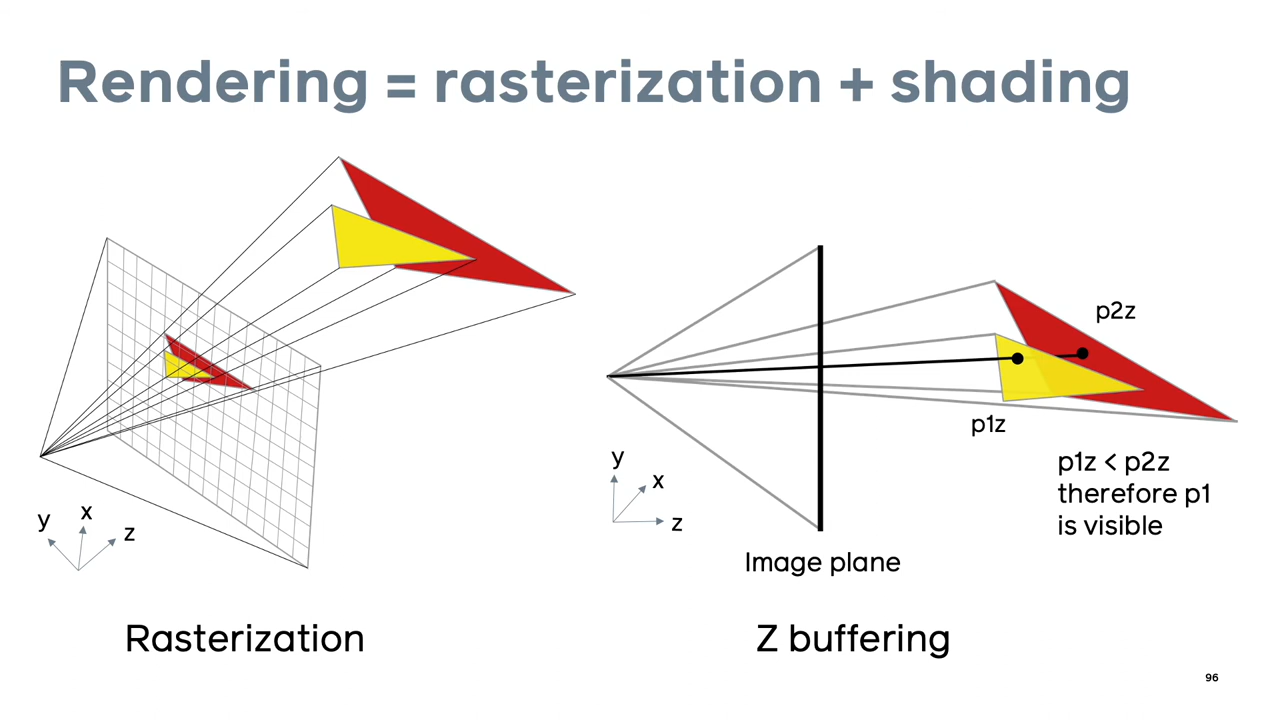 Rendering = rasterization + shading
y
x
z
Rasterization
p2z
p1z
p1z < p2z
therefore p1
is visible
y
x
z
Image plane
Z buffering
96